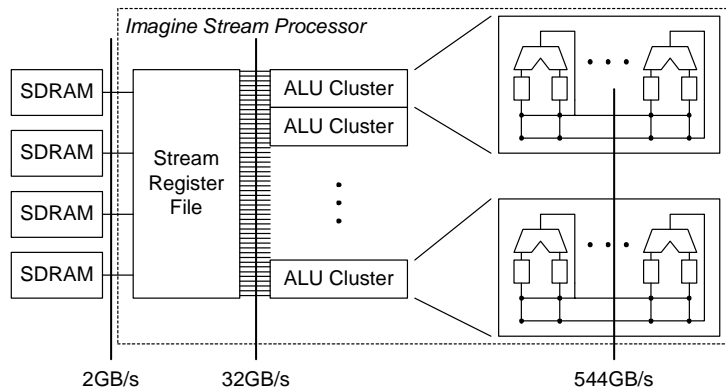 Imagine Stream Processor
SDRAM
SDRAM
SDRAM
SDRAM
Stream
Register
File
ALU Cluster
ALU Cluster
ALU Cluster
2GB/s
32GB/s
544GB/s